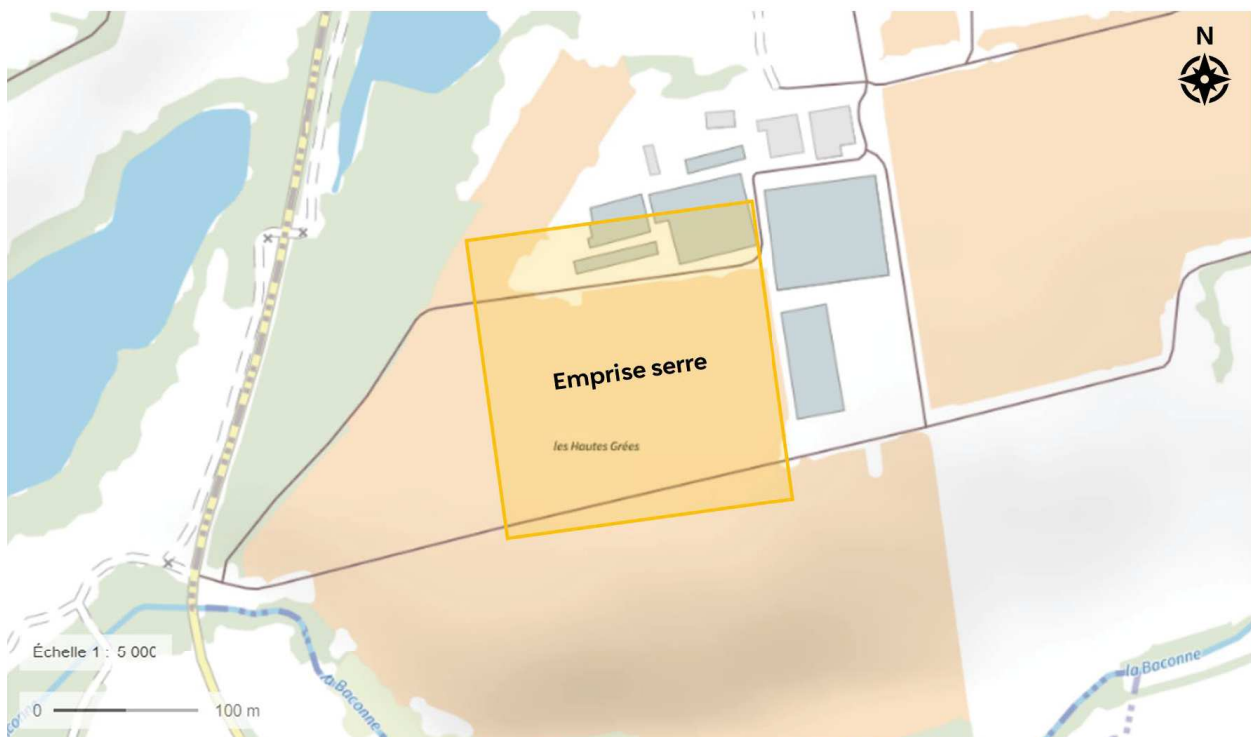 N
Emprise serre
les Hautes Grées
la Baconne
Échelle 1 : 5 000
la Baconne
0 100 m